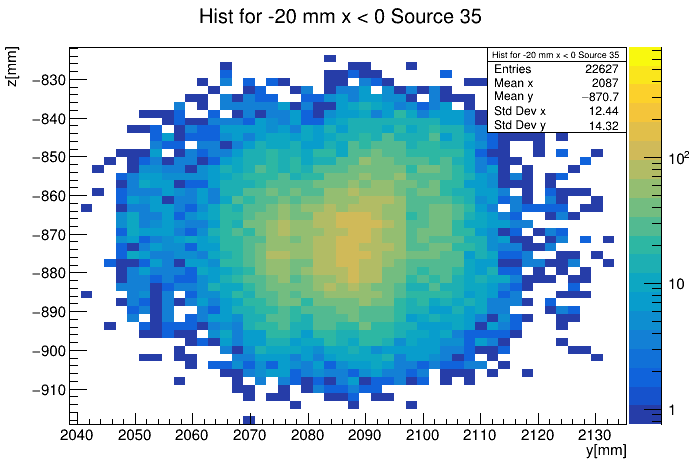 Hist for -20 mm x < 0 Source 35
z[mm]
Hist for -20 mm x < 0 Source 35
Entries 22627
Mean x 2087
Mean y −870.7
Std Dev x 12.44
Std Dev y 14.32
−830
−840
−850
−860
−870
−880
−890
−900
−910
10²
10
1
2040 2050 2060 2070 2080 2090 2100 2110 2120 2130
y[mm]